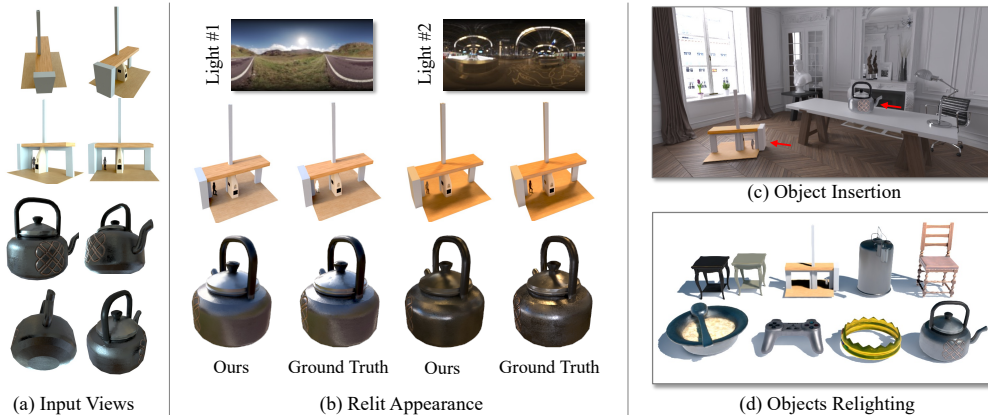 Light #1
Light #2
Ours
Ground Truth
Ours
Ground Truth
(a) Input Views
(b) Relit Appearance
(c) Object Insertion
(d) Objects Relighting